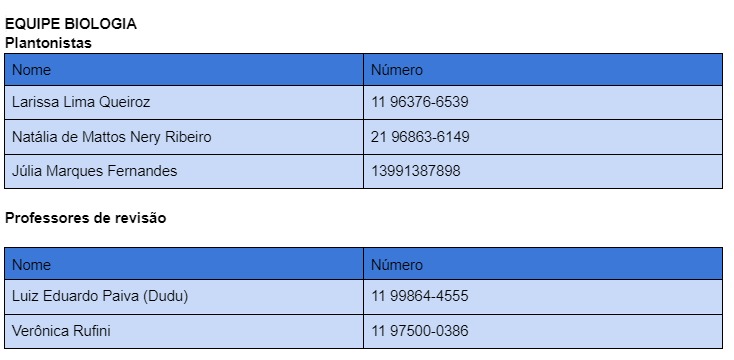 EQUIPE BIOLOGIA
Plantonistas
Nome Número
Larissa Lima Queiroz 11 96376-6539
Natália de Mattos Nery Ribeiro 21 96863-6149
Júlia Marques Fernandes 13991387898
Professores de revisão
Nome Número
Luiz Eduardo Paiva (Dudu) 11 99864-4555
Verônica Rufini 11 97500-0386